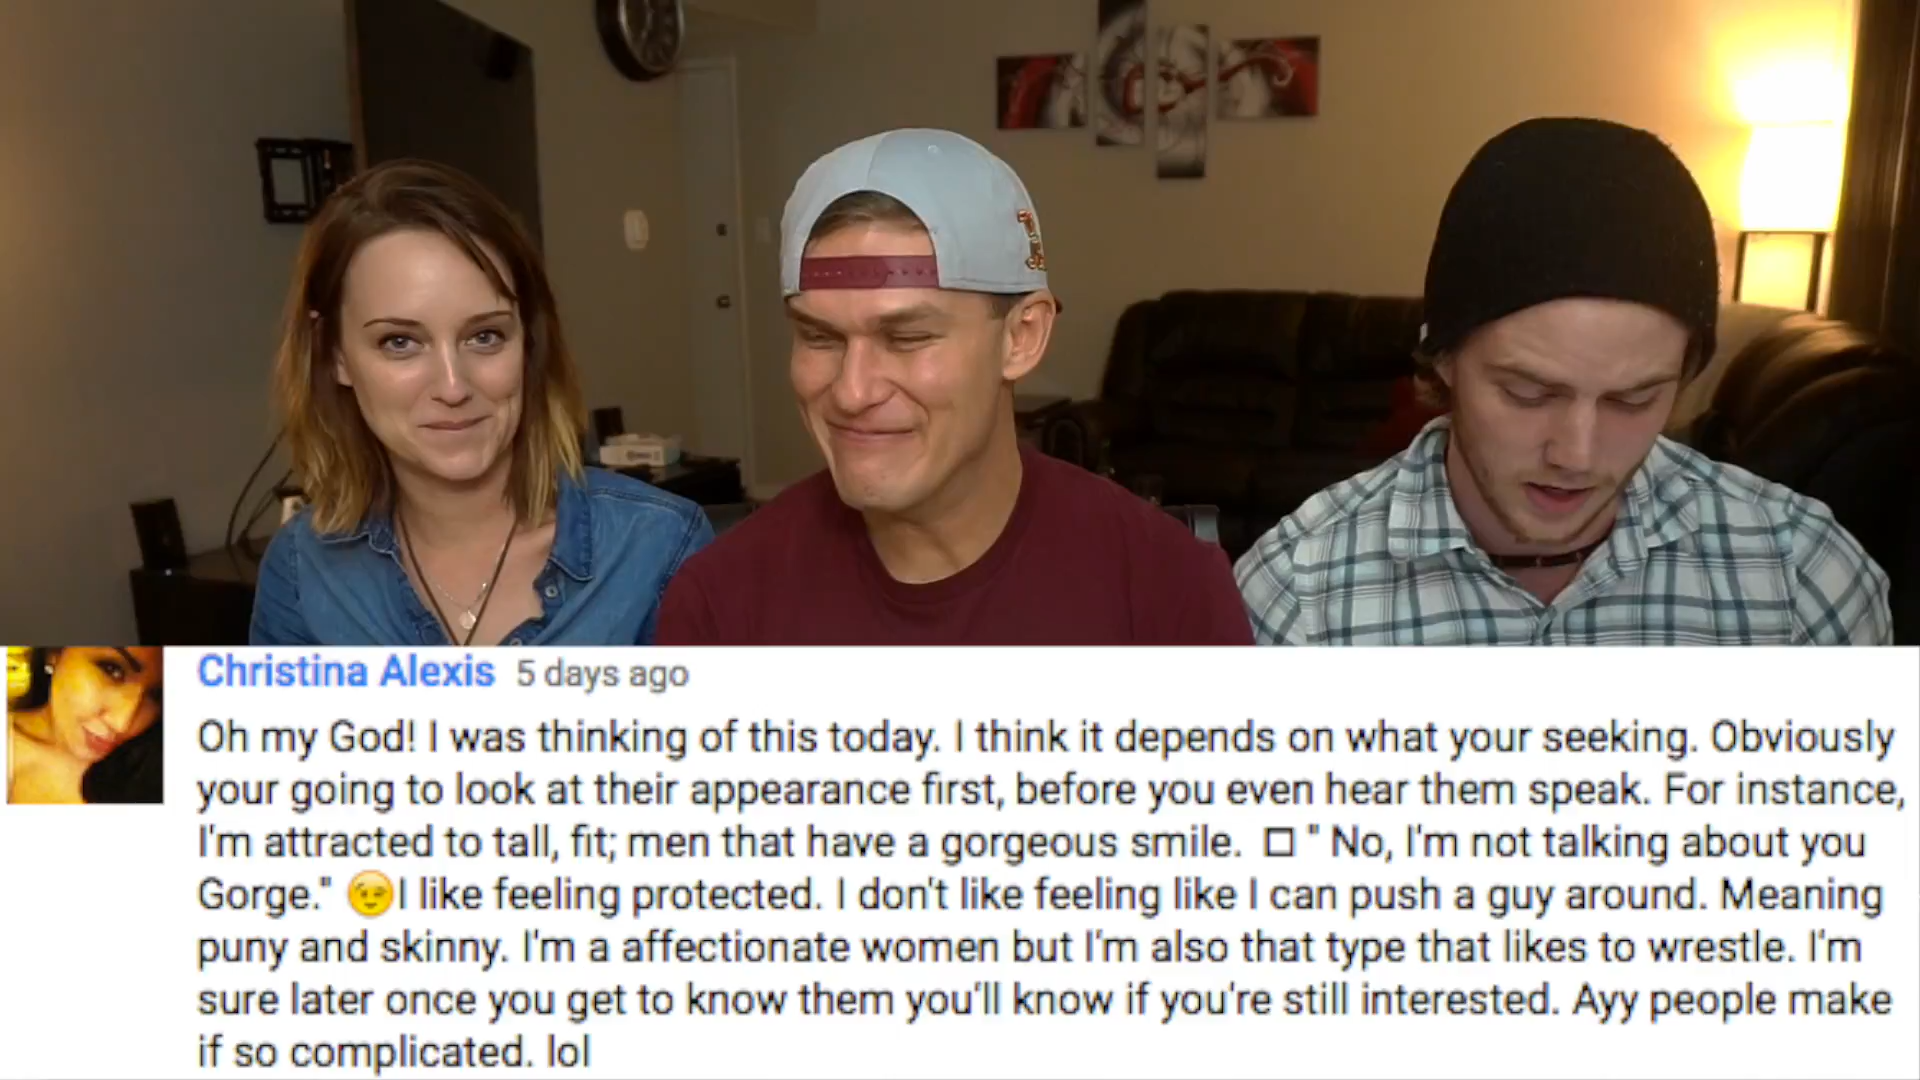 Christina Alexis 5 days ago
Oh my God! I was thinking of this today. I think it depends on what your seeking. Obviously
your going to look at their appearance first, before you even hear them speak. For instance,
I'm attracted to tall, fit; men that have a gorgeous smile. □ " No, I'm not talking about you
Gorge." 😉I like feeling protected. I don't like feeling like I can push a guy around. Meaning
puny and skinny. I'm a affectionate women but I'm also that type that likes to wrestle. I'm
sure later once you get to know them you'll know if you're still interested. Ayy people make
if so complicated. lol